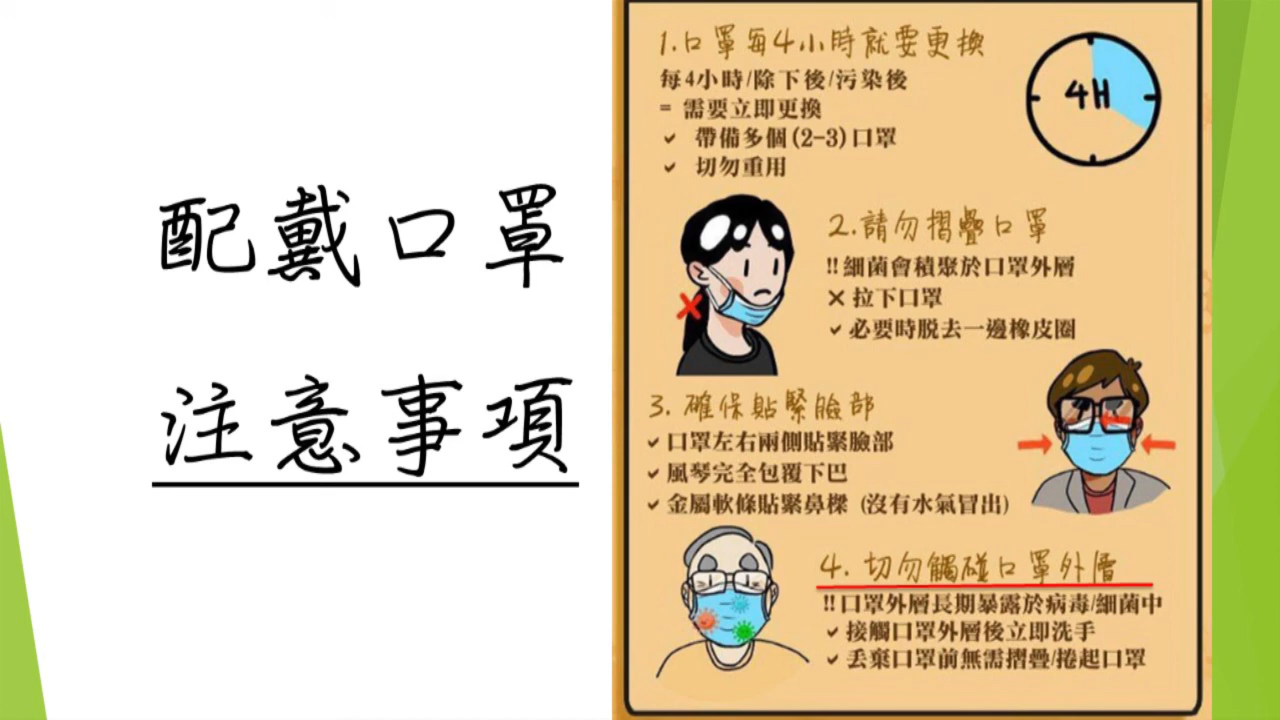 配戴口罩
注意事項
1.口罩每4小時就要更換
每4小時/除下後/污染後
= 需要立即更換
✓ 帶備多個(2-3)口罩
✓ 切勿重用
4H
2.請勿摺疊口罩
!!細菌會積聚於口罩外層
✕ 拉下口罩
✓必要時脫去一邊橡皮圈
3. 確保貼緊臉部
✓口罩左右兩側貼緊臉部
✓風琴完全包覆下巴
✓金屬軟條貼緊鼻樑 (沒有水氣冒出)
4. 切勿觸碰口罩外層
!!口罩外層長期暴露於病毒/細菌中
✓接觸口罩外層後立即洗手
✓丟棄口罩前無需摺疊/捲起口罩